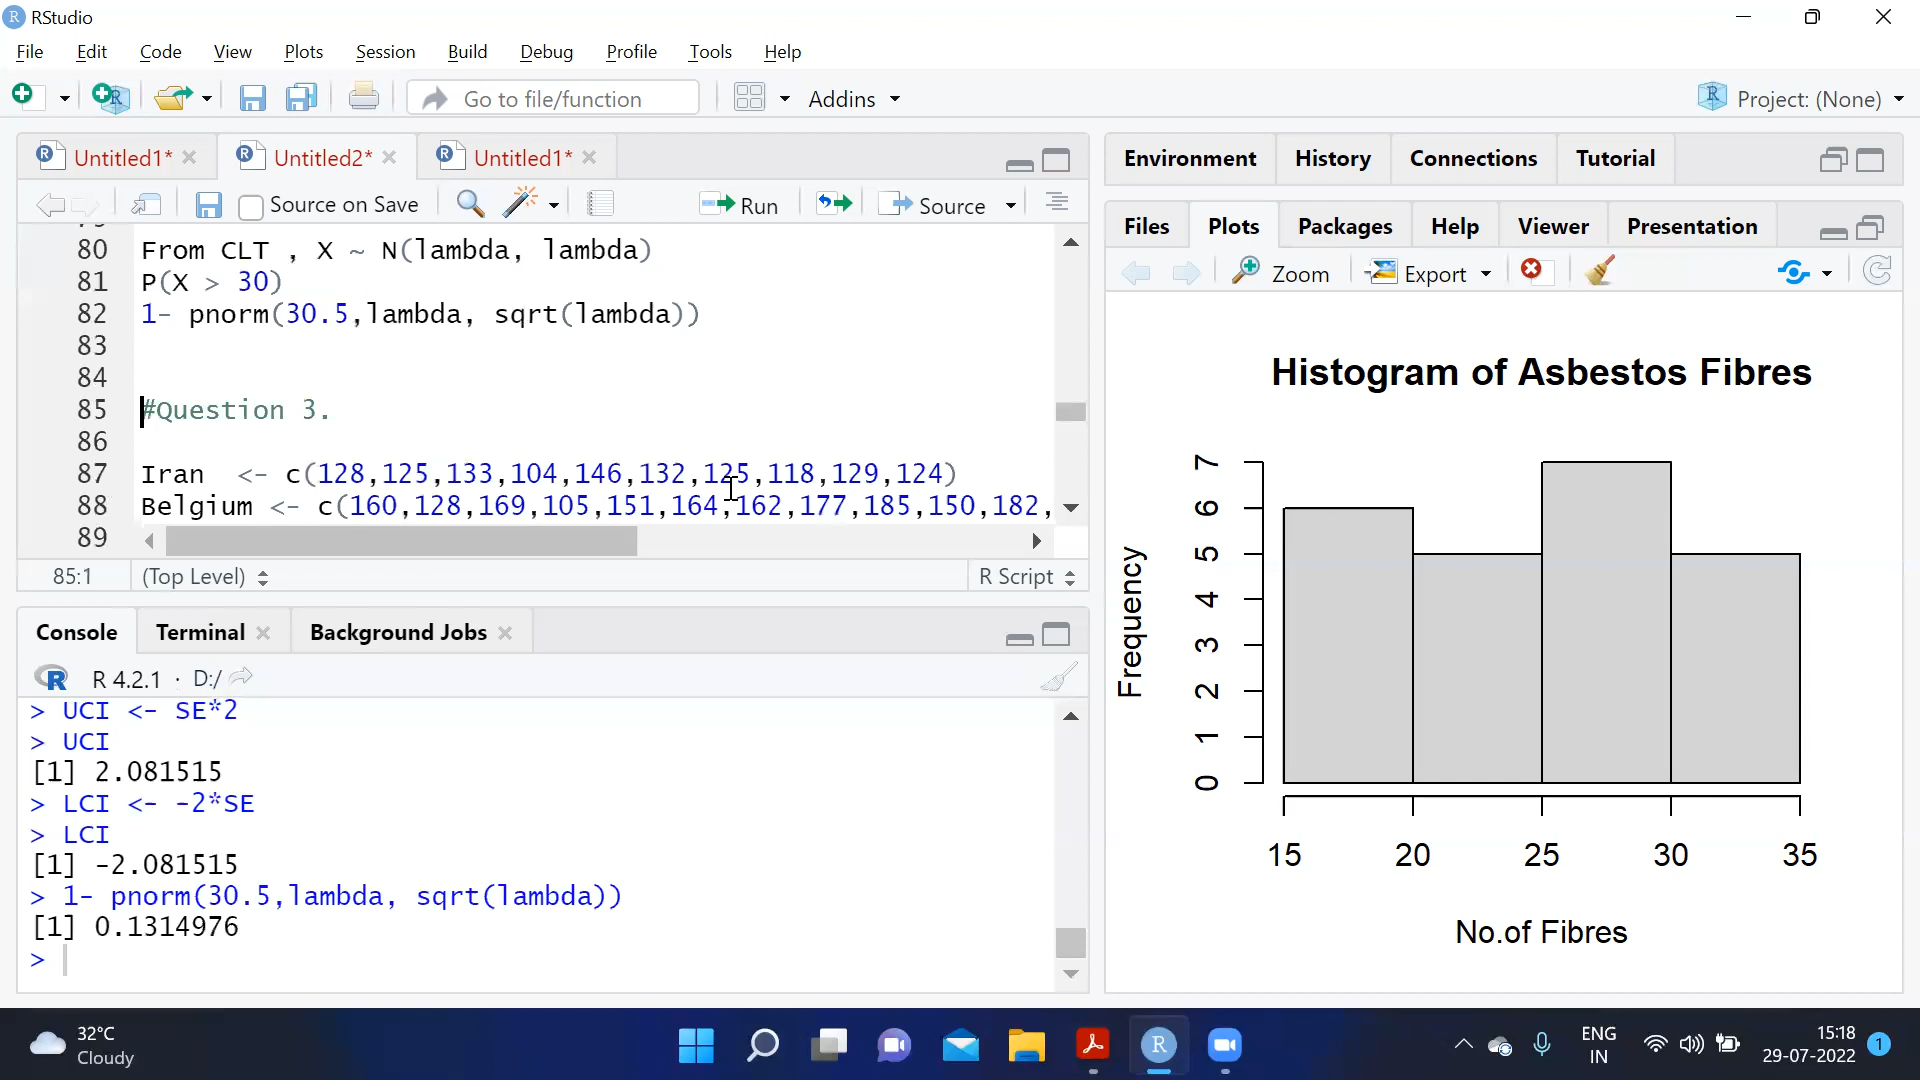 RStudio
File Edit Code View Plots Session Build Debug Profile Tools Help
Go to file/function Addins Project: (None)
Untitled1* Untitled2* Untitled1*
Source on Save Run Source
80 From CLT , X ~ N(lambda, lambda)
81 P(X > 30)
82 1- pnorm(30.5,lambda, sqrt(lambda))
83
84
85 #Question 3.
86
87 Iran <- c(128,125,133,104,146,132,125,118,129,124)
88 Belgium <- c(160,128,169,105,151,164,162,177,185,150,182,
89
85:1 (Top Level) R Script
Console Terminal Background Jobs
R 4.2.1 · D:/
> UCI <- SE*2
> UCI
[1] 2.081515
> LCI <- -2*SE
> LCI
[1] -2.081515
> 1- pnorm(30.5,lambda, sqrt(lambda))
[1] 0.1314976
>
Environment History Connections Tutorial
Files Plots Packages Help Viewer Presentation
Zoom Export
Histogram of Asbestos Fibres
Frequency
7
6
5
4
3
2
1
0
15 20 25 30 35
No.of Fibres
32°C
Cloudy
ENG
IN
15:18
29-07-2022
1